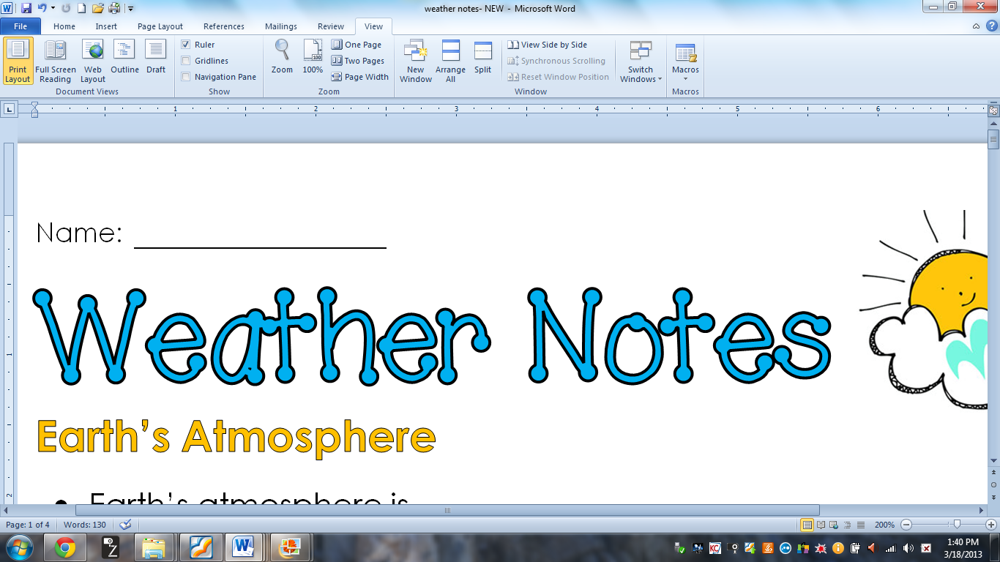 weather notes- NEW - Microsoft Word
File Home Insert Page Layout References Mailings Review View
Print Layout
Full Screen Reading
Web Layout
Outline
Draft
Document Views
Ruler
Gridlines
Navigation Pane
Show
Zoom
100%
One Page
Two Pages
Page Width
Zoom
New Window
Arrange All
Split
View Side by Side
Synchronous Scrolling
Reset Window Position
Window
Switch Windows
Macros
Macros
1 2 3 4 5 6
Name:
Weather Notes
Earth’s Atmosphere
Earth’s atmosphere is
Page: 1 of 4 Words: 130 200%
1:40 PM
3/18/2013